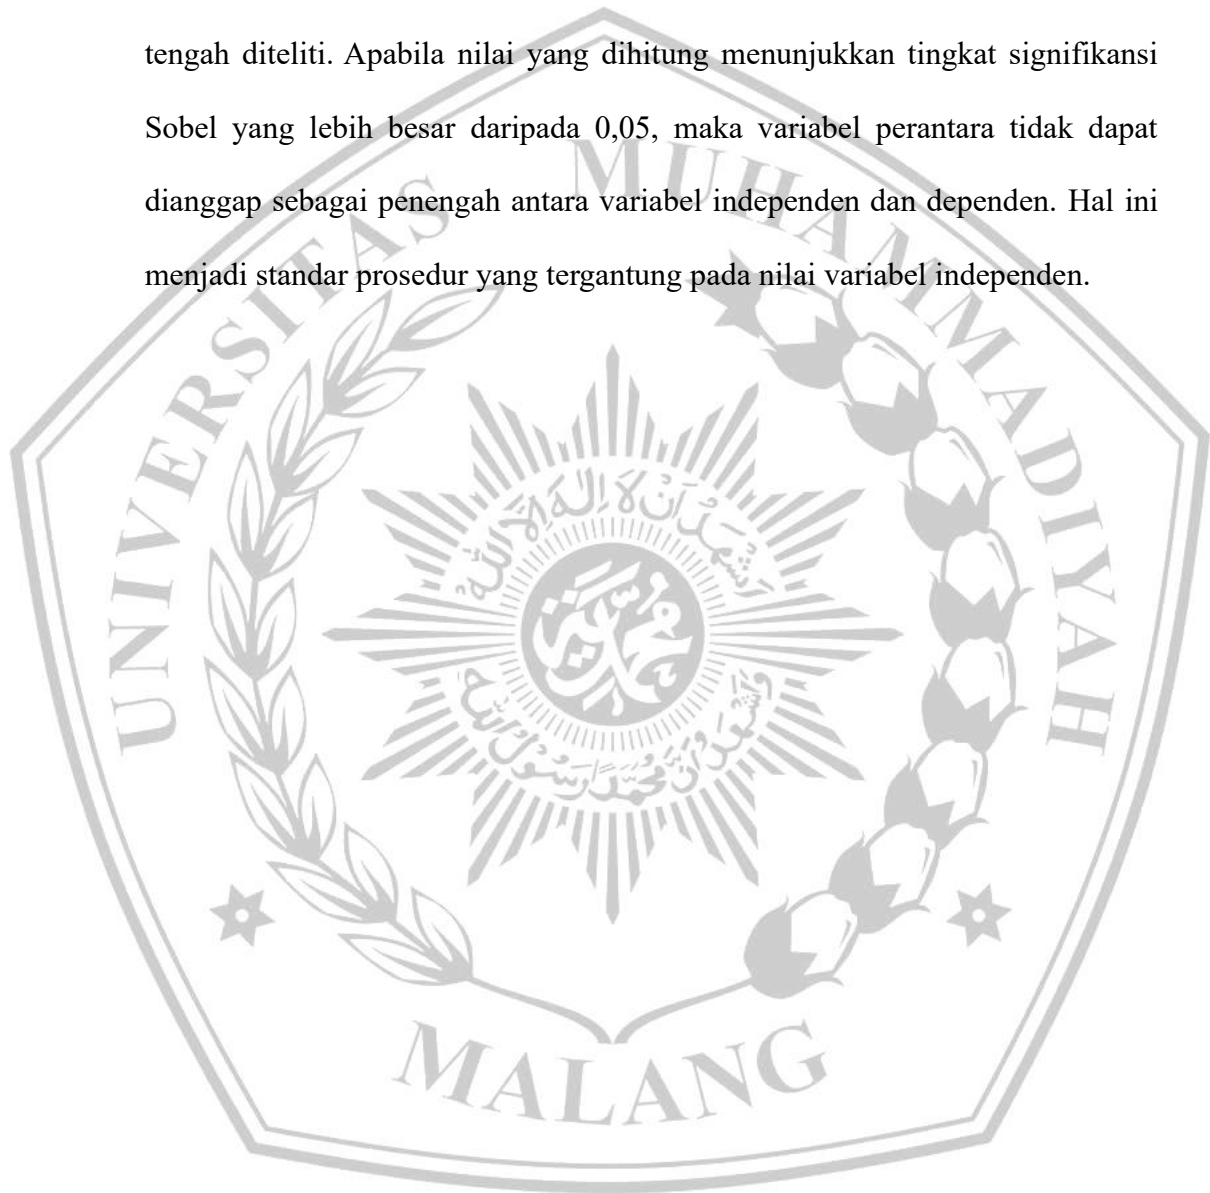 tengah diteliti. Apabila nilai yang dihitung menunjukkan tingkat signifikansi
Sobel yang lebih besar daripada 0,05, maka variabel perantara tidak dapat
dianggap sebagai penengah antara variabel independen dan dependen. Hal ini
menjadi standar prosedur yang tergantung pada nilai variabel independen.
UNIVERSITAS MUHAMMADIYAH
MALANG